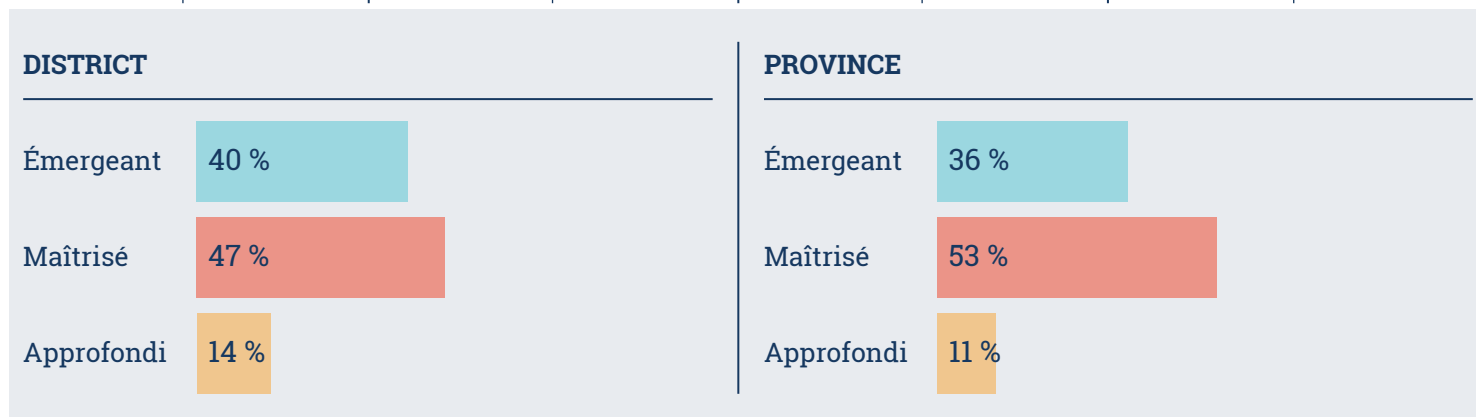 DISTRICT
Émergeant 40 %
Maîtrisé 47 %
Approfondi 14 %
PROVINCE
Émergeant 36 %
Maîtrisé 53 %
Approfondi 11 %